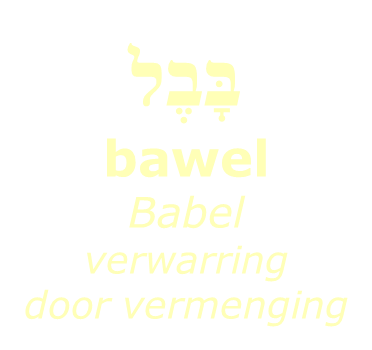 בָּבֶל
bawel
Babel
verwarring
door vermenging